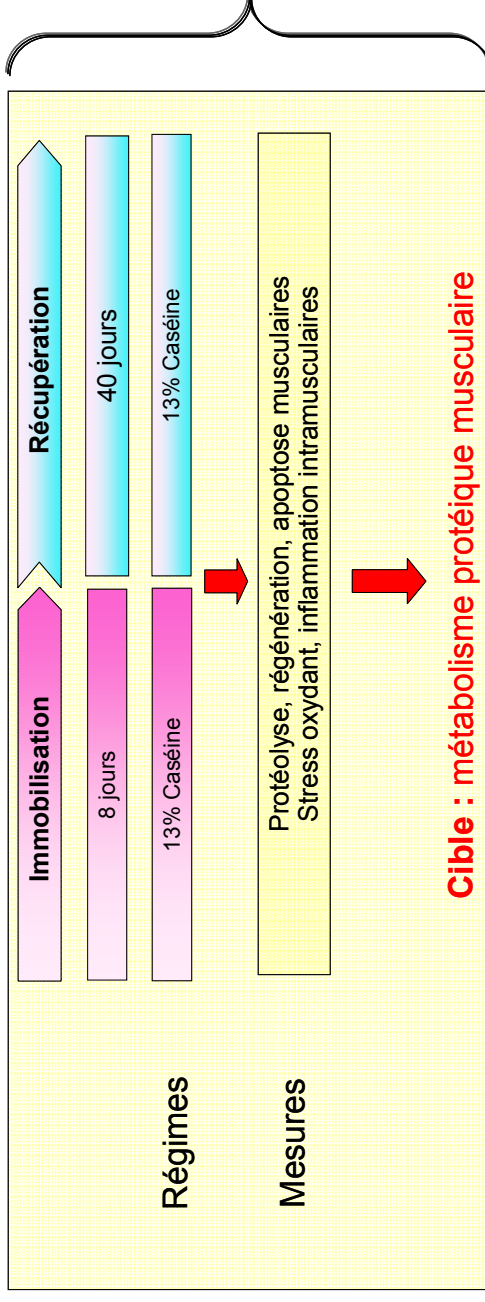 Immobilisation
Récupération
8 jours
40 jours
Régimes
13% Caséine
13% Caséine
Mesures
Protéolyse, régénération, apoptose musculaires
Stress oxydant, inflammation intramusculaires
Cible : métabolisme protéique musculaire